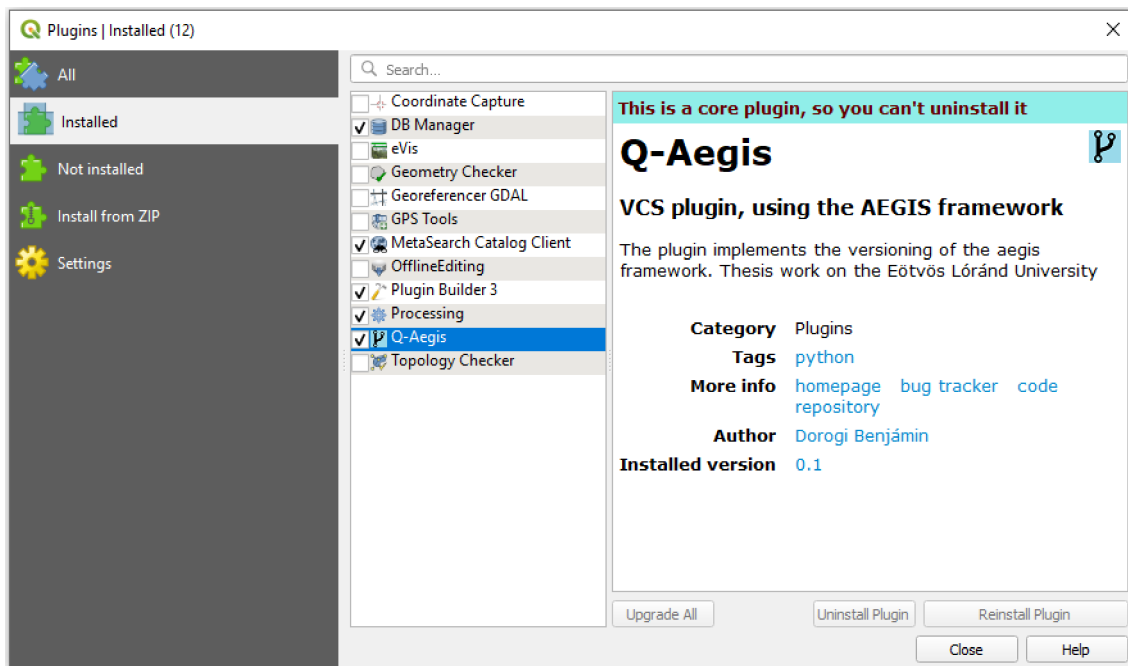 Plugins | Installed (12)
All
Installed
Not installed
Install from ZIP
Settings
Search...
Coordinate Capture
DB Manager
eVis
Geometry Checker
Georeferencer GDAL
GPS Tools
MetaSearch Catalog Client
OfflineEditing
Plugin Builder 3
Processing
Q-Aegis
Topology Checker
This is a core plugin, so you can't uninstall it
Q-Aegis
VCS plugin, using the AEGIS framework
The plugin implements the versioning of the aegis
framework. Thesis work on the Eötvös Lóránd University
Category Plugins
Tags python
More info homepage bug tracker code
repository
Author Dorogi Benjámin
Installed version 0.1
Upgrade All Uninstall Plugin Reinstall Plugin
Close Help